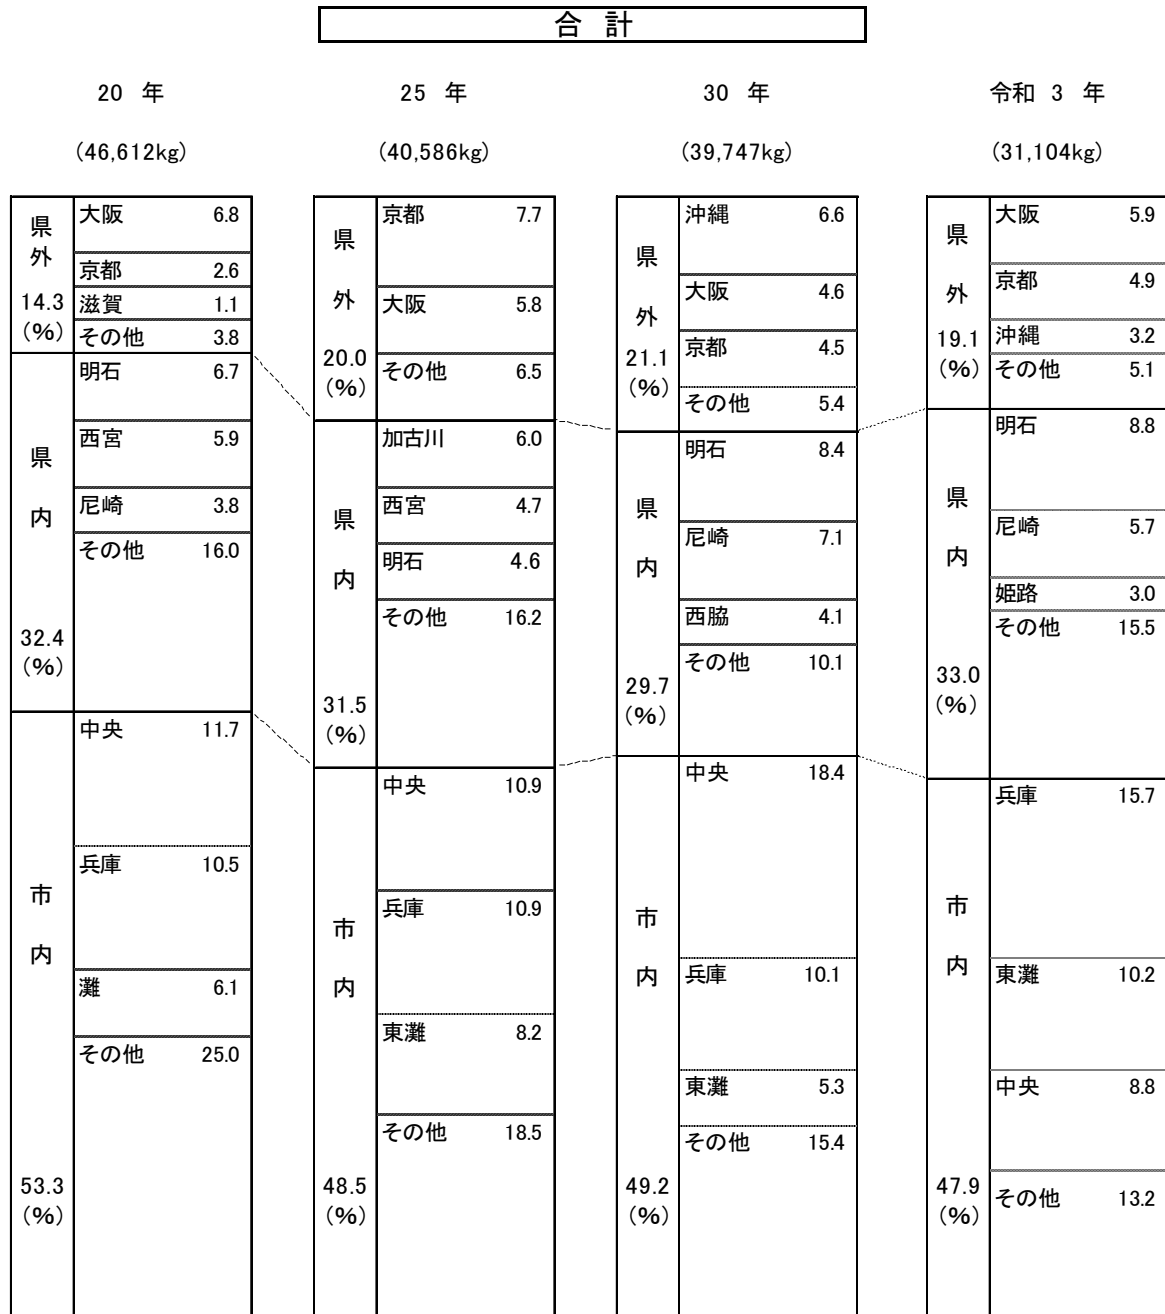 合 計
20 年
(46,612kg)
県外
14.3
(%)
大阪 6.8
京都 2.6
滋賀 1.1
その他 3.8
県内
32.4
(%)
明石 6.7
西宮 5.9
尼崎 3.8
その他 16.0
市内
53.3
(%)
中央 11.7
兵庫 10.5
灘 6.1
その他 25.0
25 年
(40,586kg)
県外
20.0
(%)
京都 7.7
大阪 5.8
その他 6.5
県内
31.5
(%)
加古川 6.0
西宮 4.7
明石 4.6
その他 16.2
市内
48.5
(%)
中央 10.9
兵庫 10.9
東灘 8.2
その他 18.5
30 年
(39,747kg)
県外
21.1
(%)
沖縄 6.6
大阪 4.6
京都 4.5
その他 5.4
県内
29.7
(%)
明石 8.4
尼崎 7.1
西脇 4.1
その他 10.1
市内
49.2
(%)
中央 18.4
兵庫 10.1
東灘 5.3
その他 15.4
令和 3 年
(31,104kg)
県外
19.1
(%)
大阪 5.9
京都 4.9
沖縄 3.2
その他 5.1
県内
33.0
(%)
明石 8.8
尼崎 5.7
姫路 3.0
その他 15.5
市内
47.9
(%)
兵庫 15.7
東灘 10.2
中央 8.8
その他 13.2